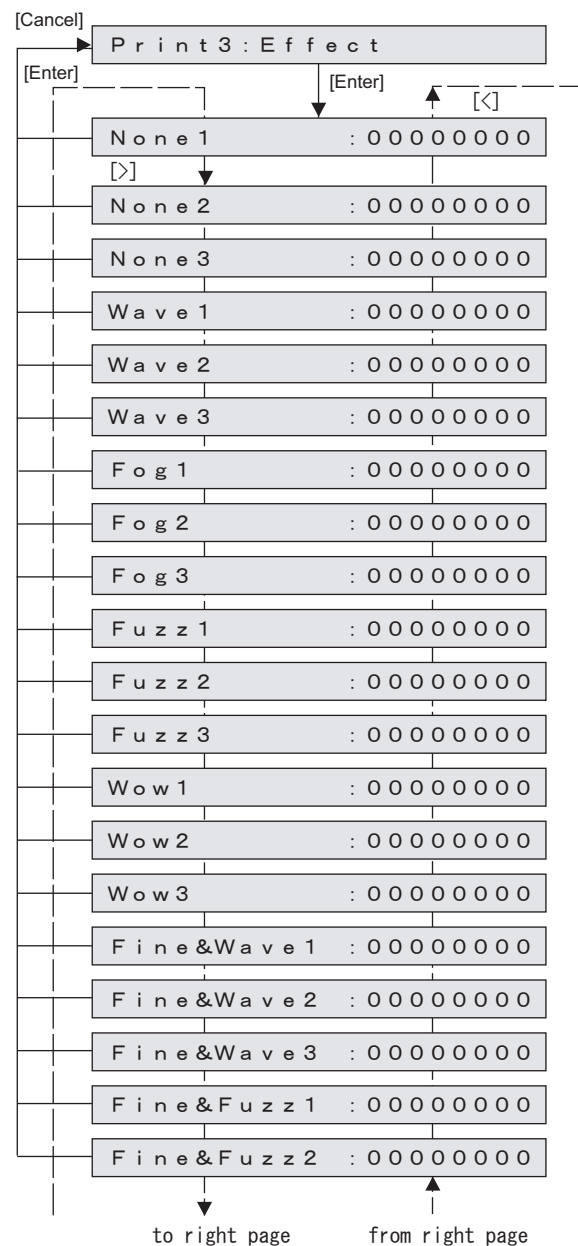 [Cancel]
Print3:Effect
[Enter]
[Enter]
[<]
None1 :00000000
[>]
None2 :00000000
None3 :00000000
Wave1 :00000000
Wave2 :00000000
Wave3 :00000000
Fog1 :00000000
Fog2 :00000000
Fog3 :00000000
Fuzz1 :00000000
Fuzz2 :00000000
Fuzz3 :00000000
Wow1 :00000000
Wow2 :00000000
Wow3 :00000000
Fine&Wave1 :00000000
Fine&Wave2 :00000000
Fine&Wave3 :00000000
Fine&Fuzz1 :00000000
Fine&Fuzz2 :00000000
to right page from right page